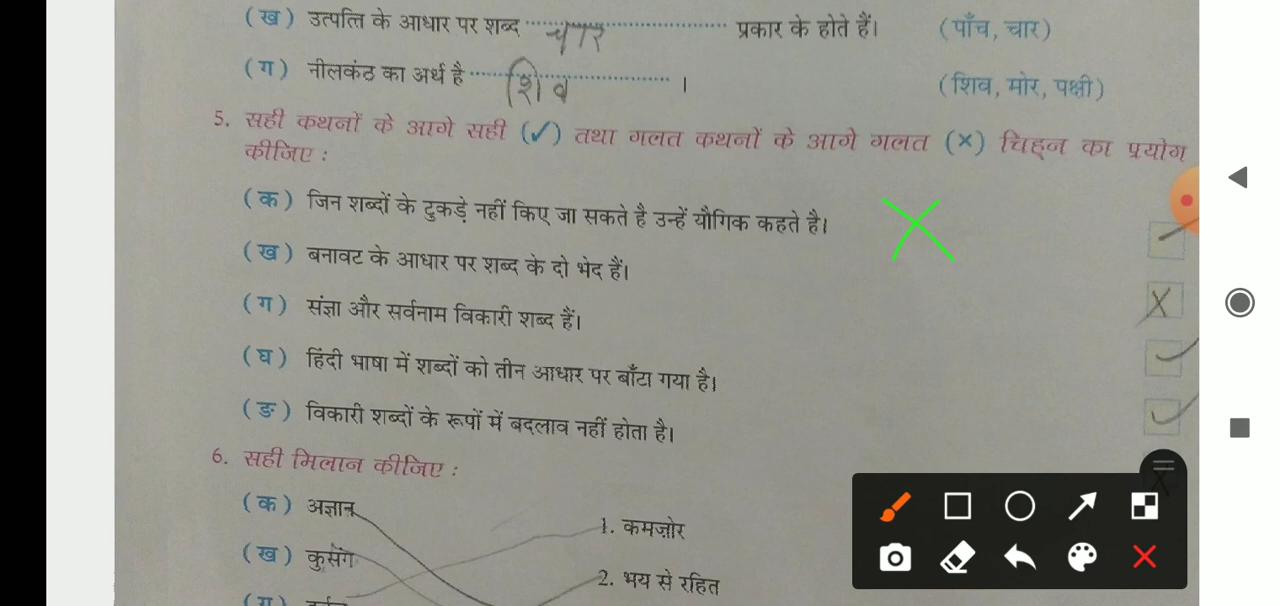 (ख) उत्पत्ति के आधार पर शब्द चार प्रकार के होते हैं। (पाँच, चार)
(ग) नीलकंठ का अर्थ है शिव । (शिव, मोर, पक्षी)
5. सही कथनों के आगे सही (✓) तथा गलत कथनों के आगे गलत (×) चिह्न का प्रयोग
कीजिए :
(क) जिन शब्दों के टुकड़े नहीं किए जा सकते है उन्हें यौगिक कहते है।
(ख) बनावट के आधार पर शब्द के दो भेद हैं।
(ग) संज्ञा और सर्वनाम विकारी शब्द हैं।
(घ) हिंदी भाषा में शब्दों को तीन आधार पर बाँटा गया है।
(ङ) विकारी शब्दों के रूपों में बदलाव नहीं होता है।
6. सही मिलान कीजिए :
(क) अज्ञान
1. कमज़ोर
(ख) कुसंग
2. भय से रहित
(ग)